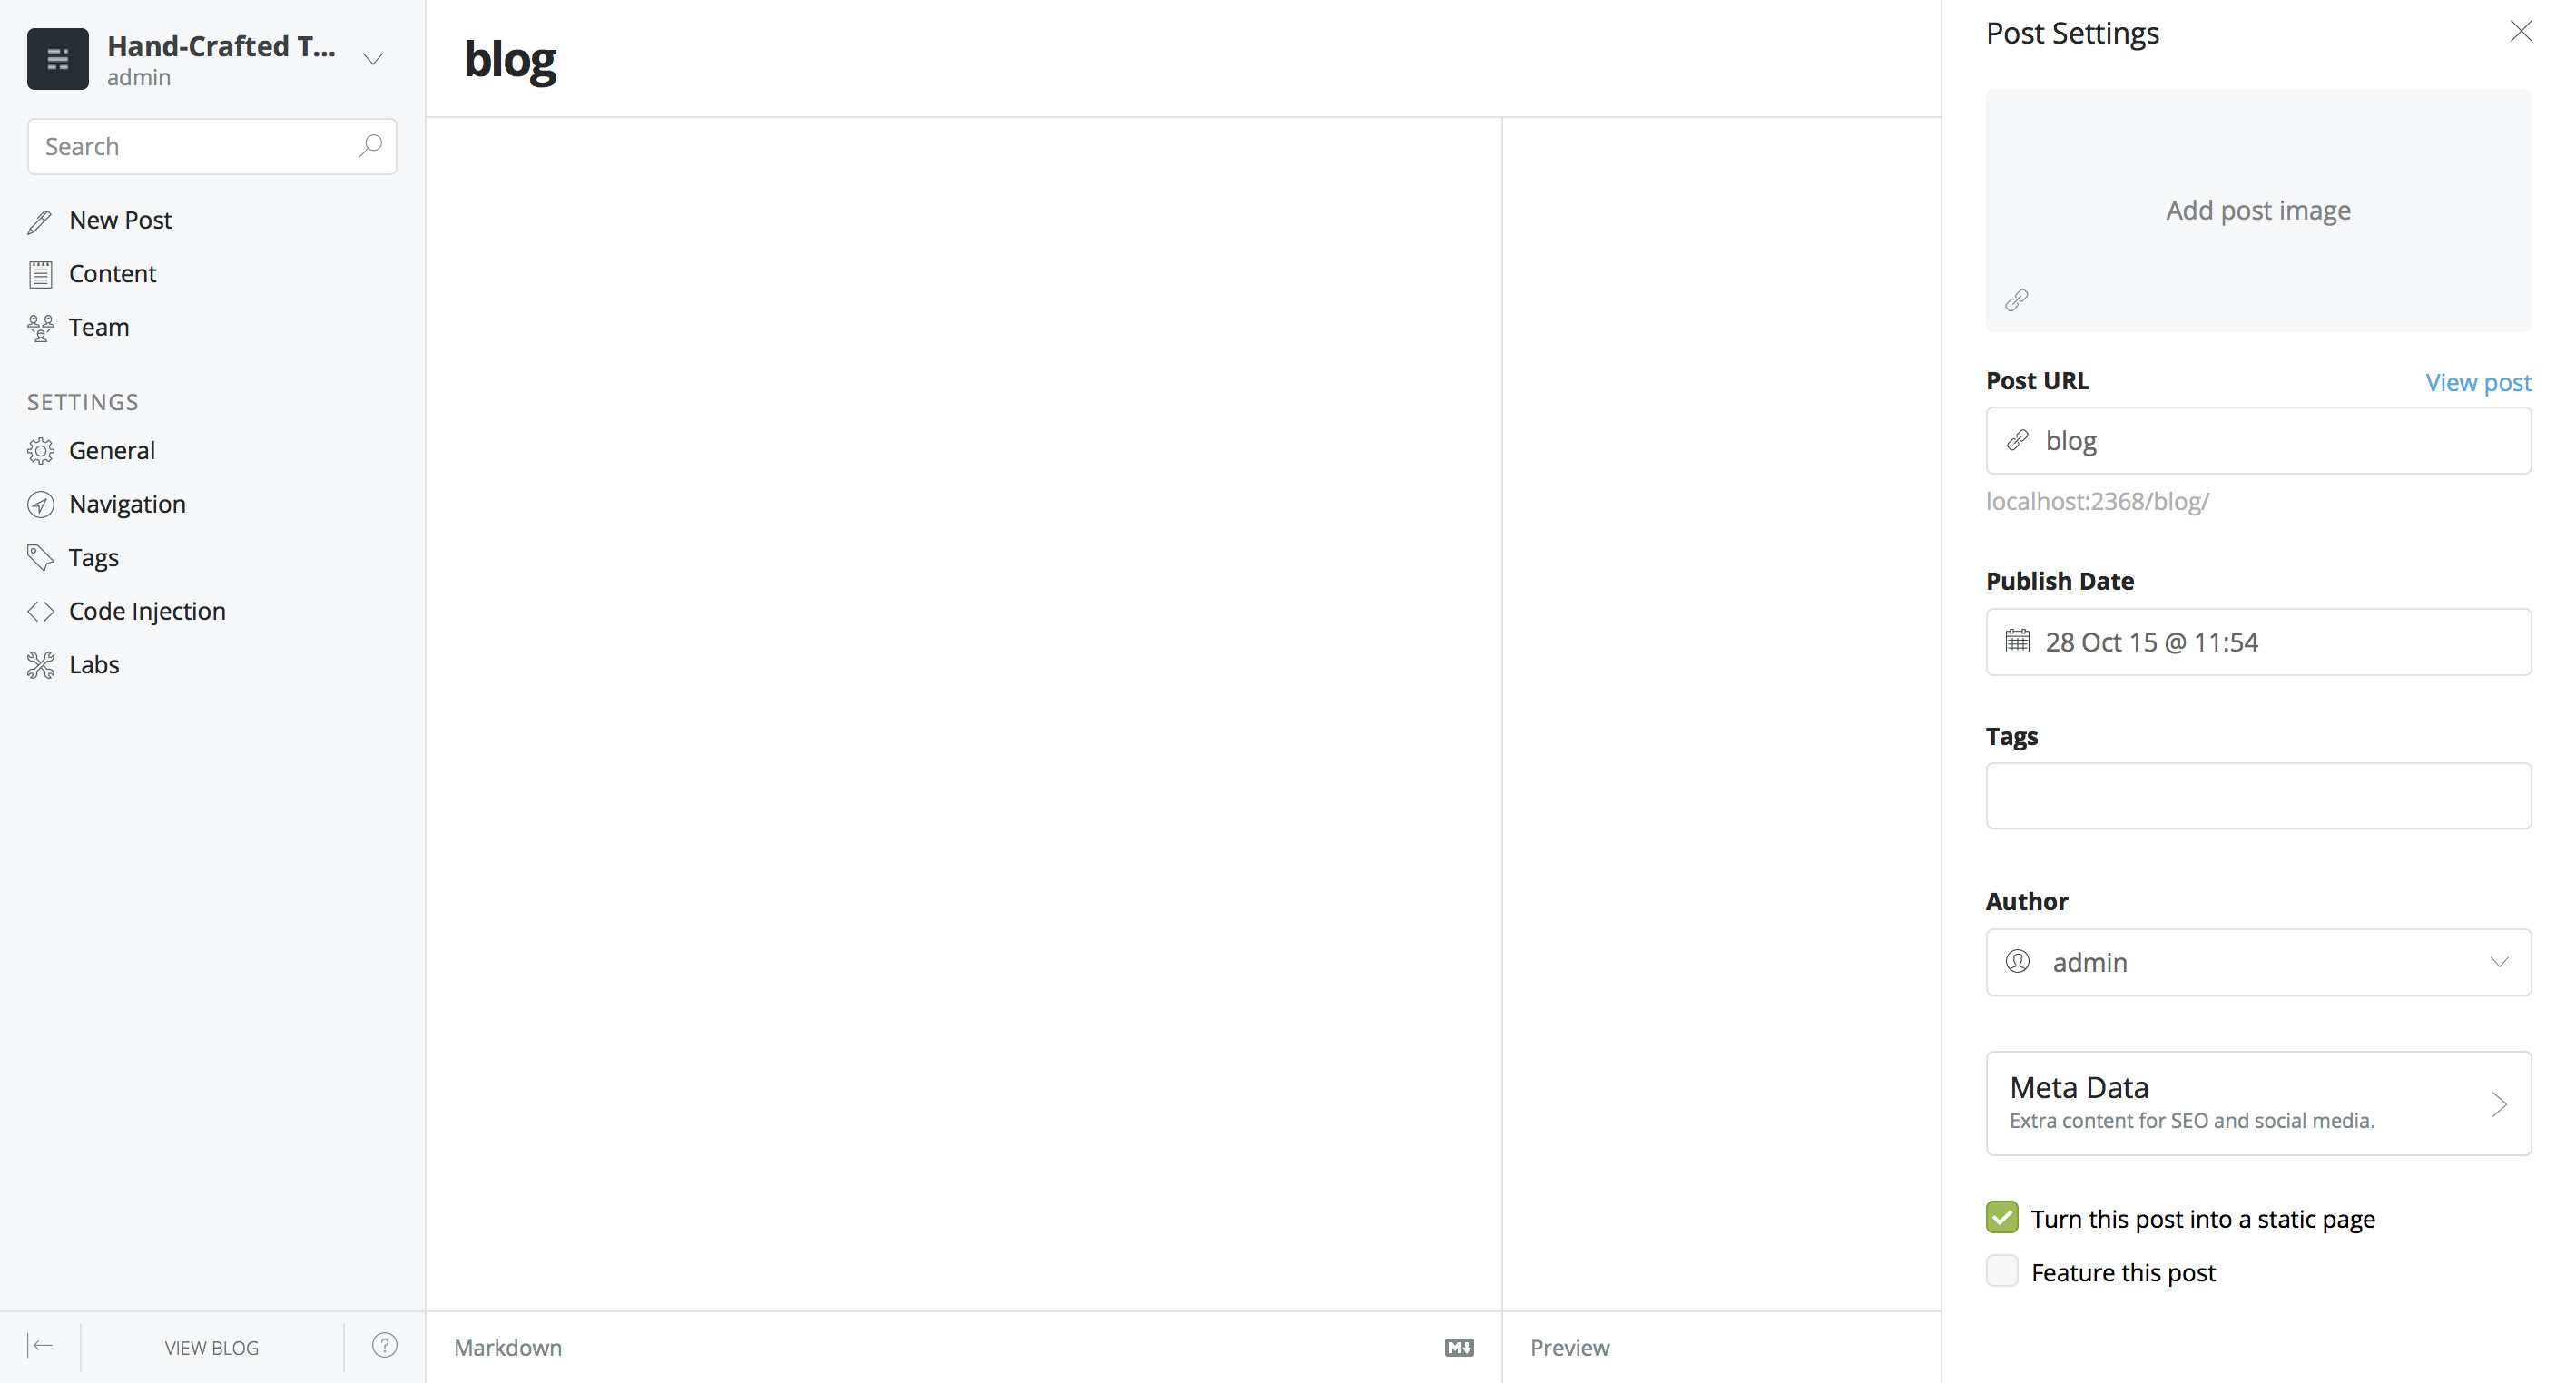 Hand-Crafted T...
admin
Search
New Post
Content
Team
SETTINGS
General
Navigation
Tags
Code Injection
Labs
VIEW BLOG
?
blog
Markdown
M↓
Preview
Post Settings
Add post image
Post URL
View post
blog
localhost:2368/blog/
Publish Date
28 Oct 15 @ 11:54
Tags
Author
admin
Meta Data
Extra content for SEO and social media.
Turn this post into a static page
Feature this post